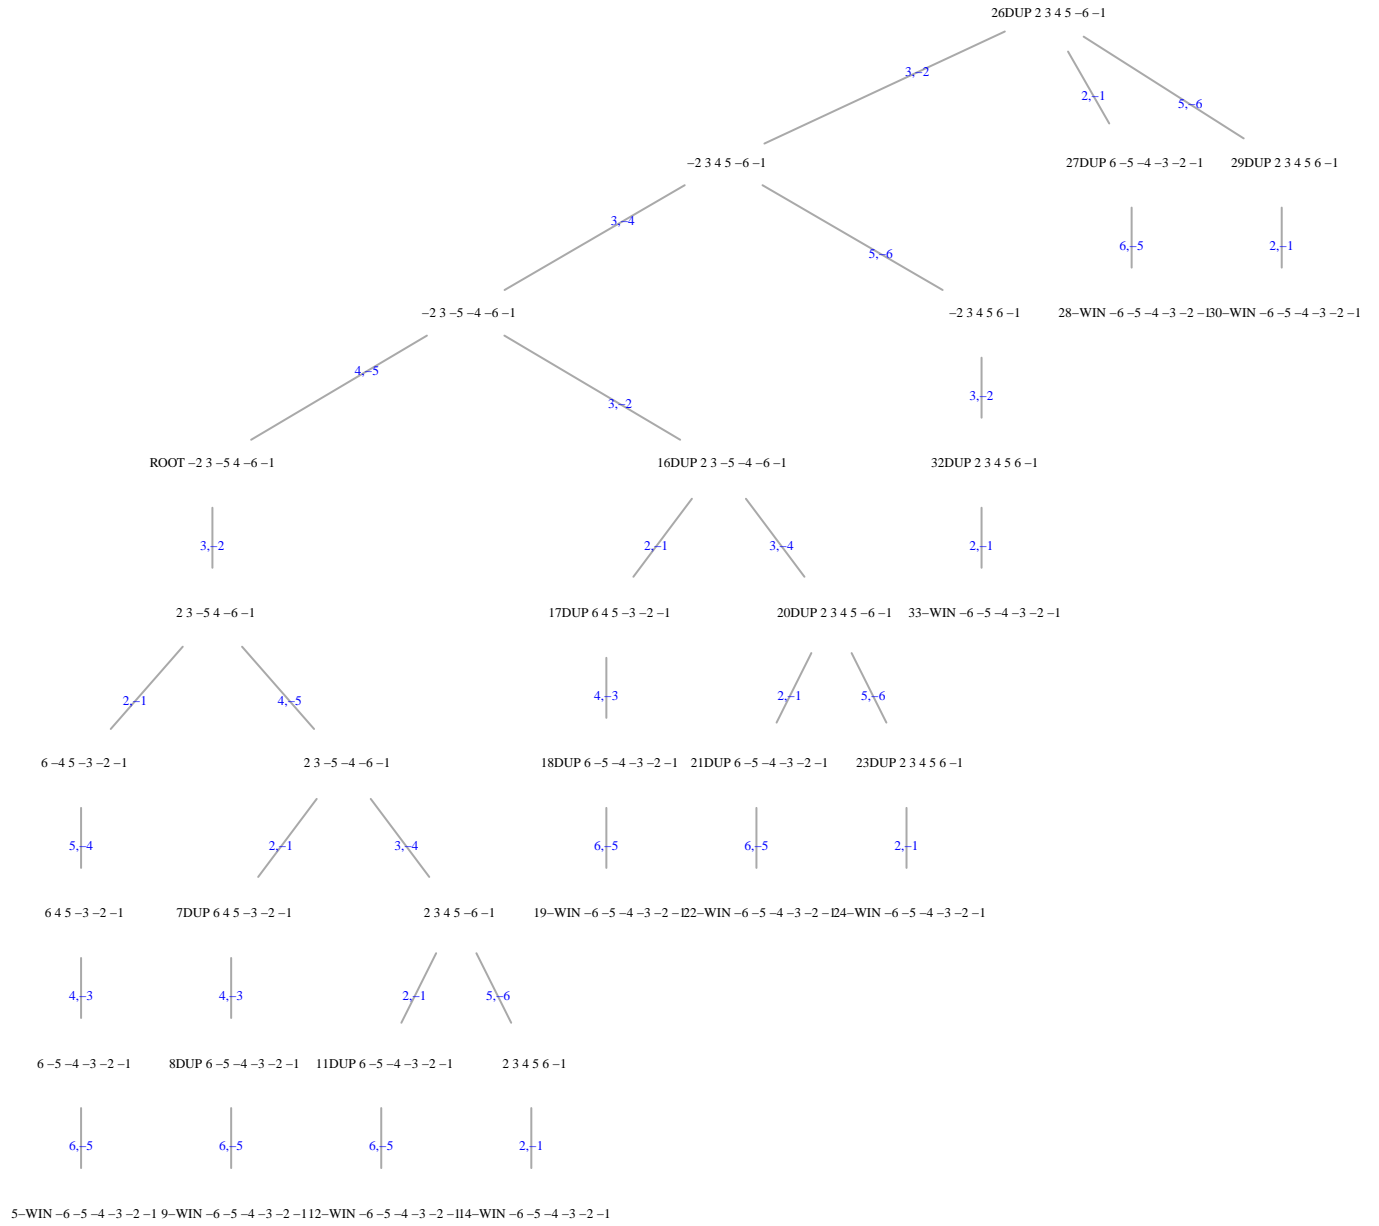 26DUP 2 3 4 5 −6 −1
3,−2
2,−1
5,−6
−2 3 4 5 −6 −1
27DUP 6 −5 −4 −3 −2 −1
29DUP 2 3 4 5 6 −1
3,−4
5,−6
6,−5
2,−1
−2 3 −5 −4 −6 −1
−2 3 4 5 6 −1
28−WIN −6 −5 −4 −3 −2 −1
30−WIN −6 −5 −4 −3 −2 −1
4,−5
3,−2
3,−2
ROOT −2 3 −5 4 −6 −1
16DUP 2 3 −5 −4 −6 −1
32DUP 2 3 4 5 6 −1
3,−2
2,−1
3,−4
2,−1
2 3 −5 4 −6 −1
17DUP 6 4 5 −3 −2 −1
20DUP 2 3 4 5 −6 −1
33−WIN −6 −5 −4 −3 −2 −1
2,−1
4,−5
4,−3
2,−1
5,−6
6 −4 5 −3 −2 −1
2 3 −5 −4 −6 −1
18DUP 6 −5 −4 −3 −2 −1
21DUP 6 −5 −4 −3 −2 −1
23DUP 2 3 4 5 6 −1
5,−4
2,−1
3,−4
6,−5
6,−5
2,−1
6 4 5 −3 −2 −1
7DUP 6 4 5 −3 −2 −1
2 3 4 5 −6 −1
19−WIN −6 −5 −4 −3 −2 −1
22−WIN −6 −5 −4 −3 −2 −1
24−WIN −6 −5 −4 −3 −2 −1
4,−3
4,−3
2,−1
5,−6
6 −5 −4 −3 −2 −1
8DUP 6 −5 −4 −3 −2 −1
11DUP 6 −5 −4 −3 −2 −1
2 3 4 5 6 −1
6,−5
6,−5
6,−5
2,−1
5−WIN −6 −5 −4 −3 −2 −1
9−WIN −6 −5 −4 −3 −2 −1
12−WIN −6 −5 −4 −3 −2 −1
14−WIN −6 −5 −4 −3 −2 −1